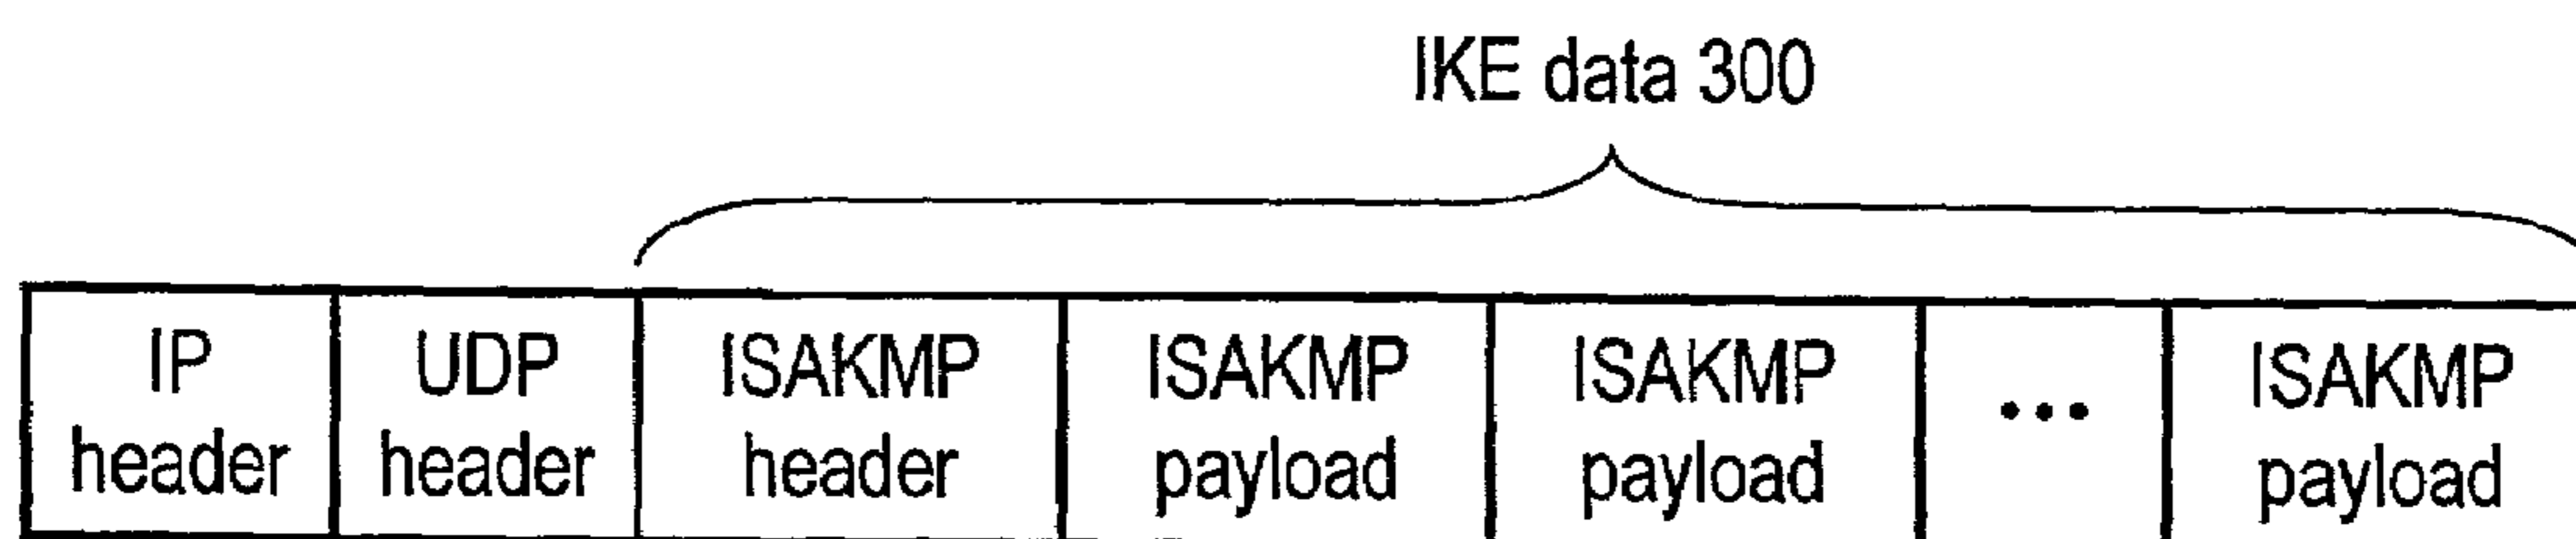 IKE data 300
IP header
UDP header
ISAKMP header
ISAKMP payload
ISAKMP payload
...
ISAKMP payload